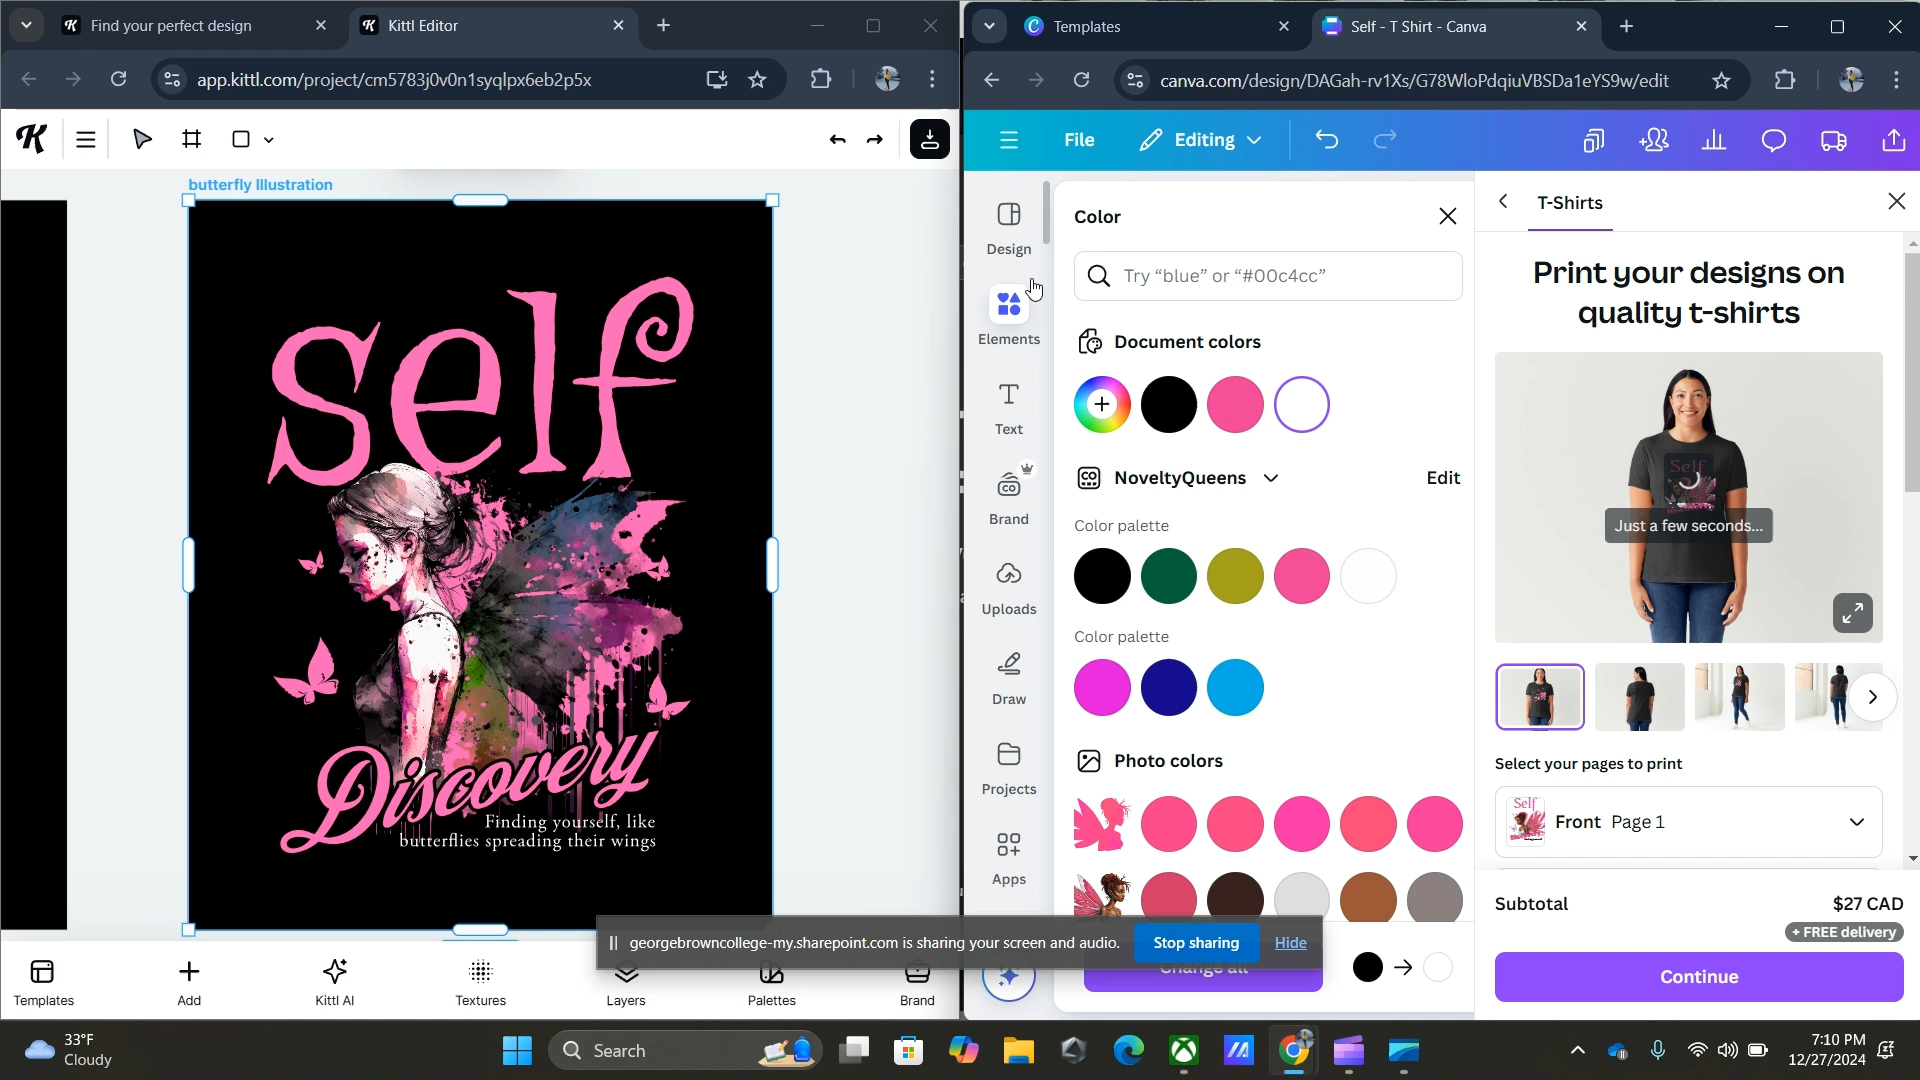 Find your perfect design
Kittl Editor
app.kittl.com/project/cm5783j0v0n1syqlpx6eb2p5x
butterfly Illustration
self
Discovery
Finding yourself, like
butterflies spreading their wings
Templates
Add
Kittl AI
Textures
Layers
Palettes
Brand
Templates
Self - T Shirt - Canva
canva.com/design/DAGah-rv1Xs/G78WloPdqiuVBSDa1eYS9w/edit
File
Editing
Design
Elements
Text
Brand
Uploads
Draw
Projects
Apps
Color
Try “blue” or “#00c4cc”
Document colors
NoveltyQueens
Edit
Color palette
Color palette
Photo colors
Change all
T-Shirts
Print your designs on
quality t-shirts
Self
Just a few seconds...
Select your pages to print
Self
Front Page 1
Subtotal
$27 CAD
+ FREE delivery
Continue
georgebrowncollege-my.sharepoint.com is sharing your screen and audio.
Stop sharing
Hide
33°F
Cloudy
Search
7:10 PM
12/27/2024